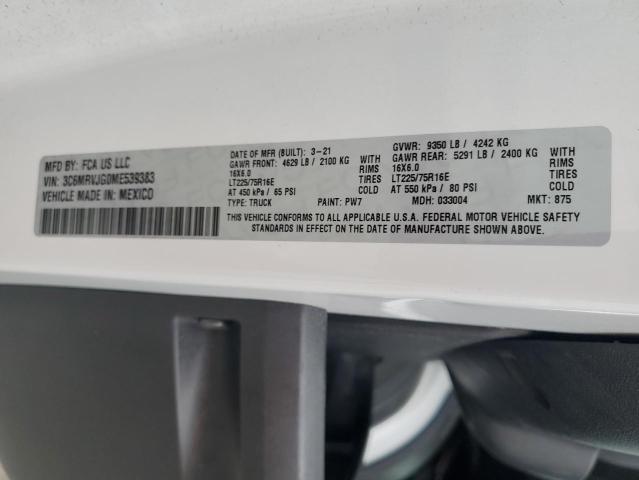 MFD BY: FCA US LLC
VIN: 3C6MRVJG0ME539383
VEHICLE MADE IN: MEXICO
DATE OF MFR (BUILT): 3-21
GAWR FRONT: 4629 LB / 2100 KG WITH
16X6.0 RIMS
LT225/75R16E TIRES
AT 450 kPa / 65 PSI COLD
TYPE: TRUCK PAINT: PW7
GVWR: 9350 LB / 4242 KG
GAWR REAR: 5291 LB / 2400 KG WITH
16X6.0 RIMS
LT225/75R16E TIRES
AT 550 kPa / 80 PSI COLD
MDH: 033004 MKT: 875
THIS VEHICLE CONFORMS TO ALL APPLICABLE U.S.A. FEDERAL MOTOR VEHICLE SAFETY
STANDARDS IN EFFECT ON THE DATE OF MANUFACTURE SHOWN ABOVE.